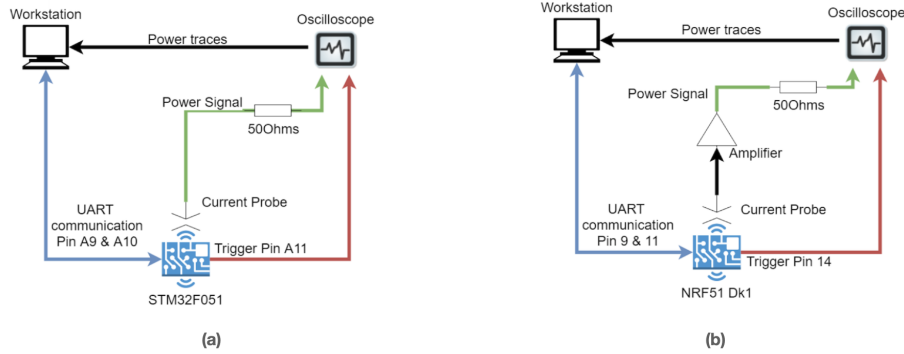 Workstation
Oscilloscope
Power traces
Power Signal
50Ohms
Current Probe
UART
communication
Pin A9 & A10
Trigger Pin A11
STM32F051
(a)
Workstation
Oscilloscope
Power traces
Power Signal
50Ohms
Amplifier
Current Probe
UART
communication
Pin 9 & 11
Trigger Pin 14
NRF51 Dk1
(b)